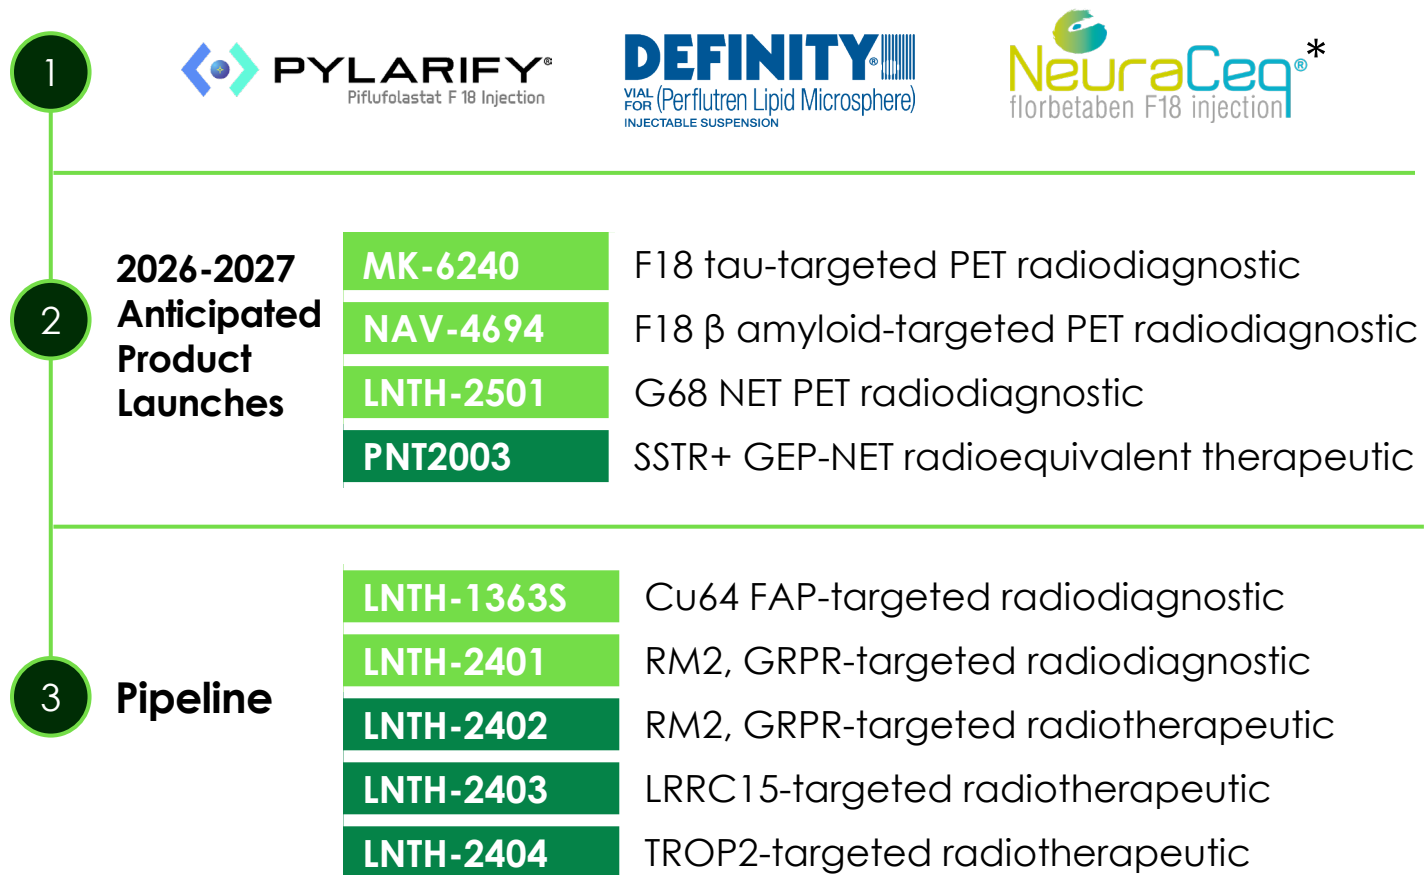 1
PYLARIFY®
Piflufolastat F 18 Injection
DEFINITY®
VIAL FOR (Perflutren Lipid Microsphere)
INJECTABLE SUSPENSION
NeuraCeq®*
florbetaben F18 injection
2
2026-2027
Anticipated
Product
Launches
MK-6240 F18 tau-targeted PET radiodiagnostic
NAV-4694 F18 β amyloid-targeted PET radiodiagnostic
LNTH-2501 G68 NET PET radiodiagnostic
PNT2003 SSTR+ GEP-NET radioequivalent therapeutic
3
Pipeline
LNTH-1363S Cu64 FAP-targeted radiodiagnostic
LNTH-2401 RM2, GRPR-targeted radiodiagnostic
LNTH-2402 RM2, GRPR-targeted radiotherapeutic
LNTH-2403 LRRC15-targeted radiotherapeutic
LNTH-2404 TROP2-targeted radiotherapeutic